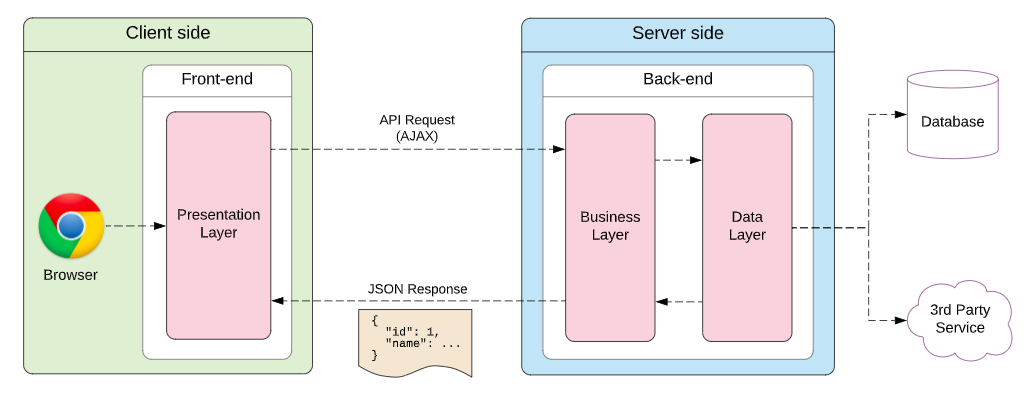 Client side
Server side
Front-end
Back-end
API Request
(AJAX)
Database
Presentation
Layer
Business
Layer
Data
Layer
Browser
JSON Response
{
"id": 1,
"name": ...
}
3rd Party
Service